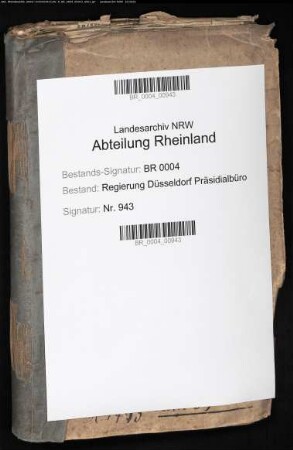 BR_0004_00943
Landesarchiv NRW
Abteilung Rheinland
Bestands-Signatur: BR 0004
Bestand: Regierung Düsseldorf Präsidialbüro
Signatur: Nr. 943
BR_0004_00943